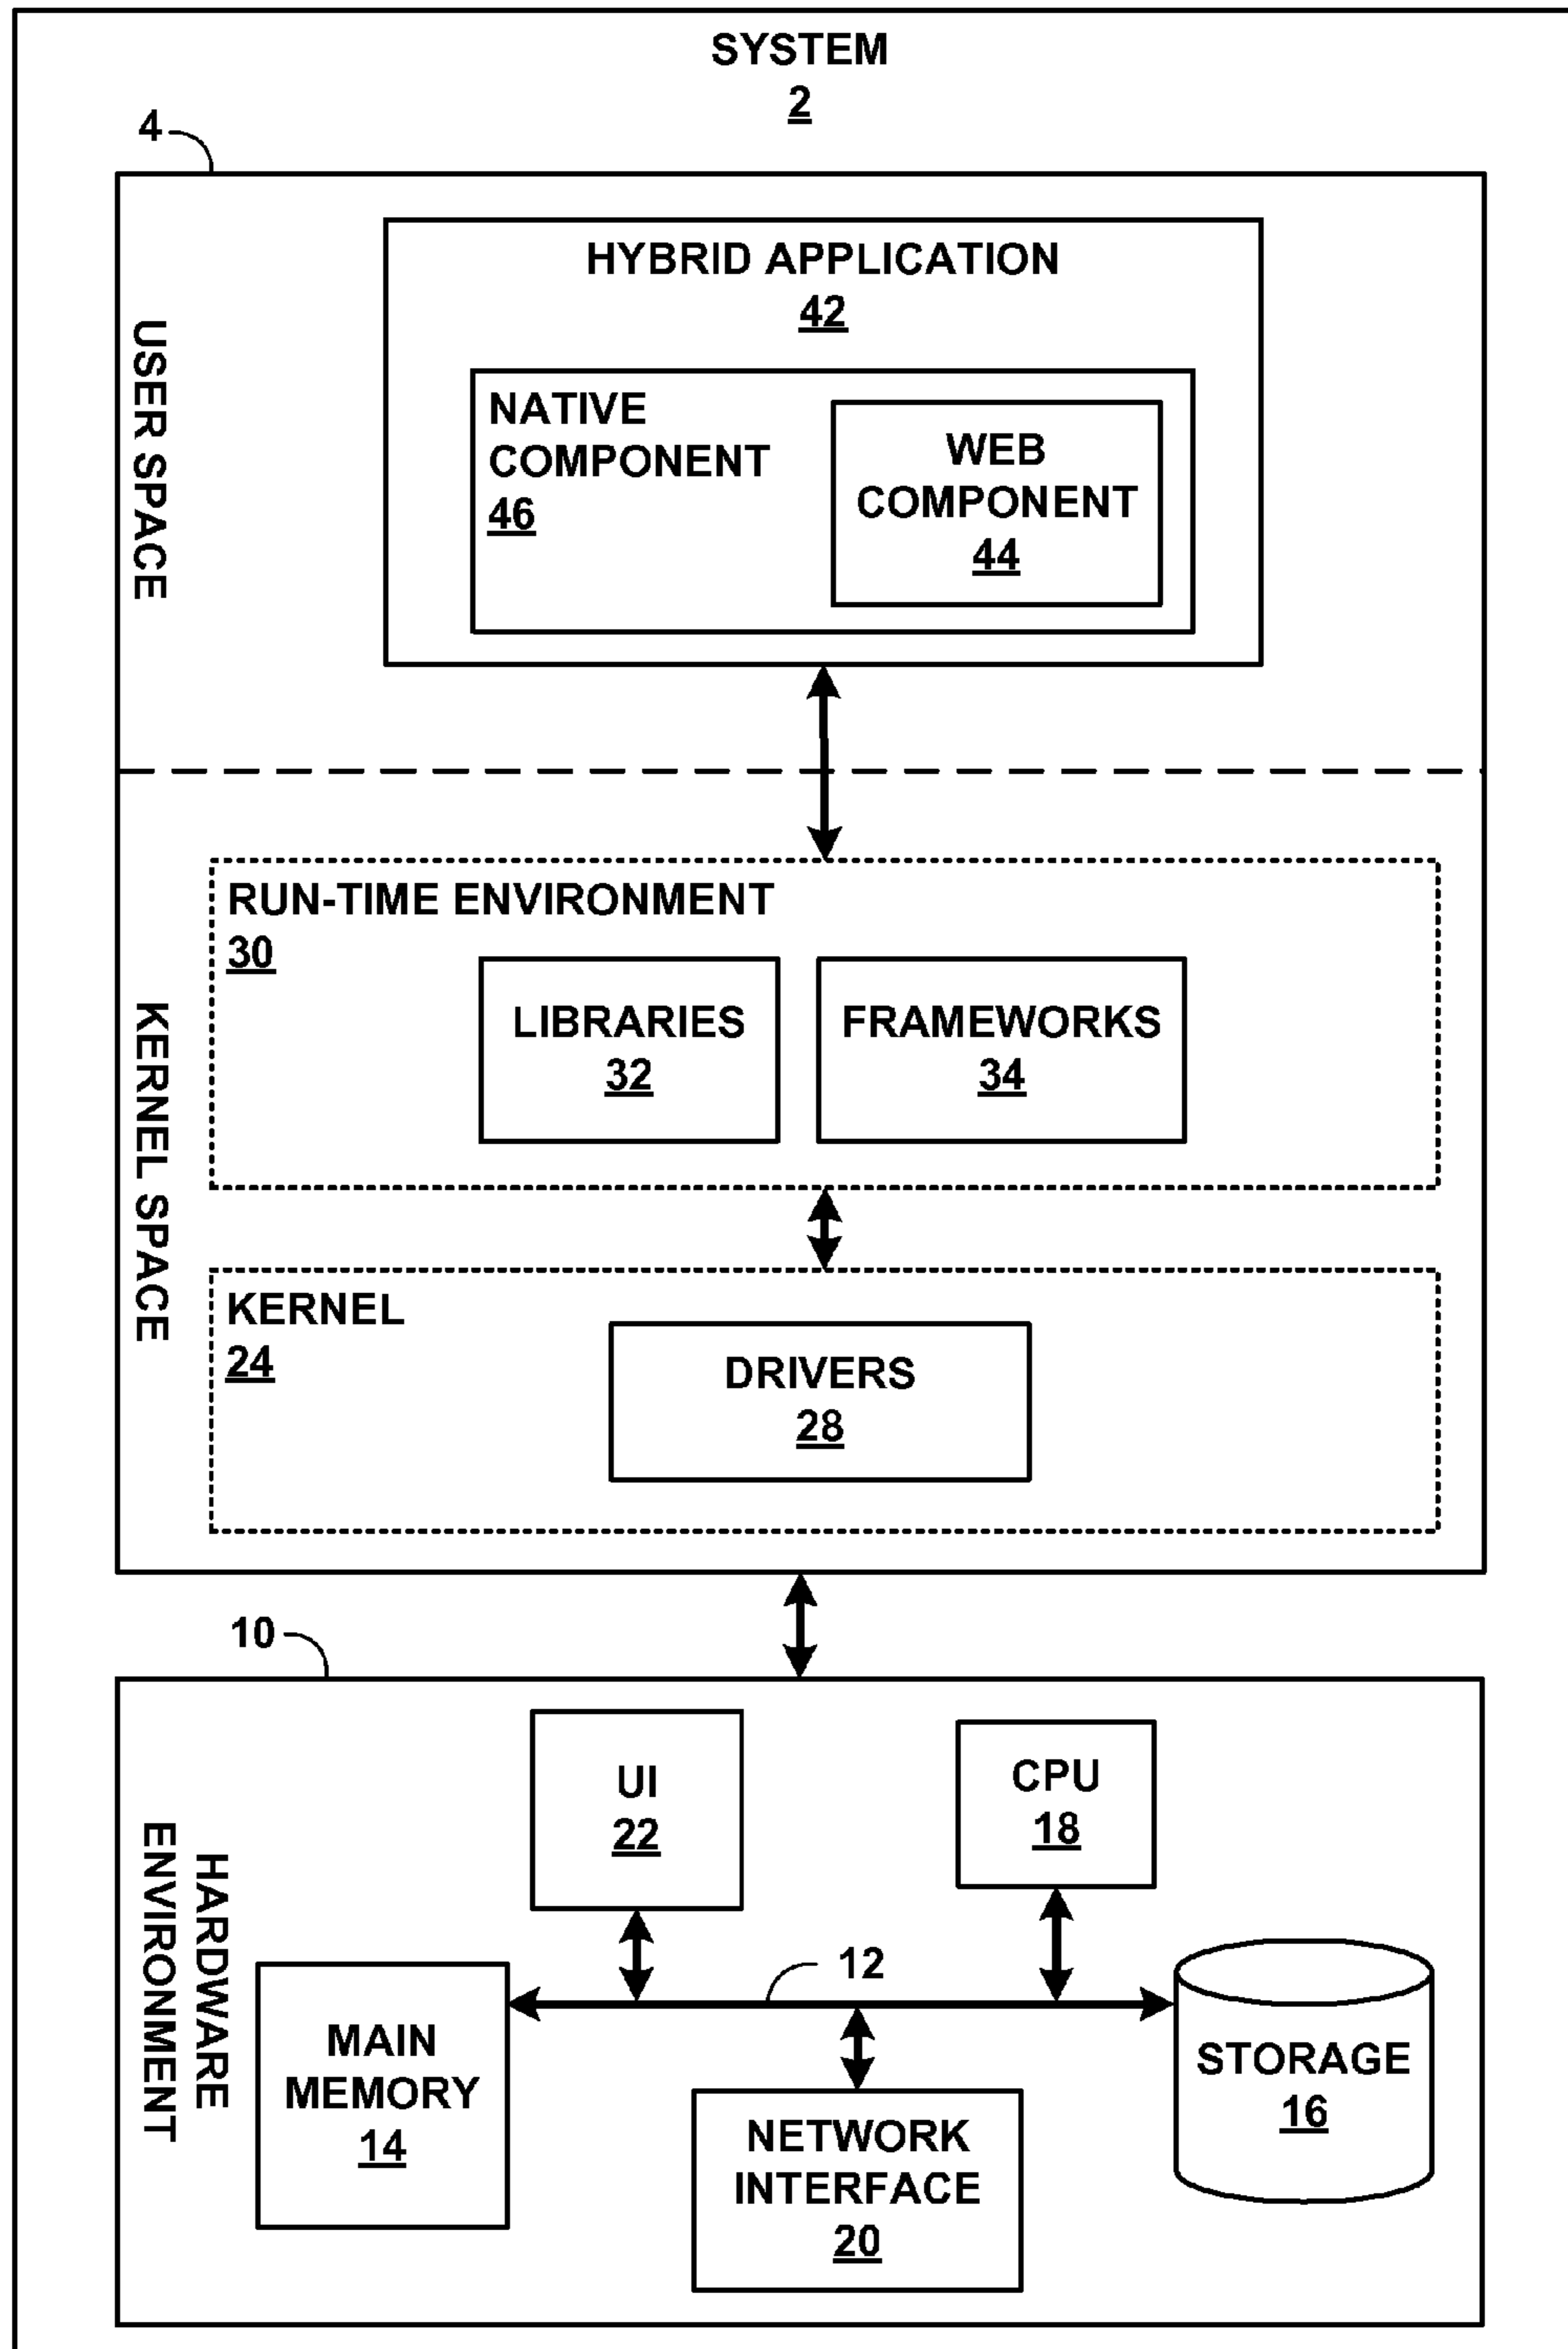 SYSTEM
2
4
USER SPACE
HYBRID APPLICATION
42
NATIVE
COMPONENT
46
WEB
COMPONENT
44
KERNEL SPACE
RUN-TIME ENVIRONMENT
30
LIBRARIES
32
FRAMEWORKS
34
KERNEL
24
DRIVERS
28
10
HARDWARE
ENVIRONMENT
UI
22
CPU
18
12
MAIN
MEMORY
14
NETWORK
INTERFACE
20
STORAGE
16